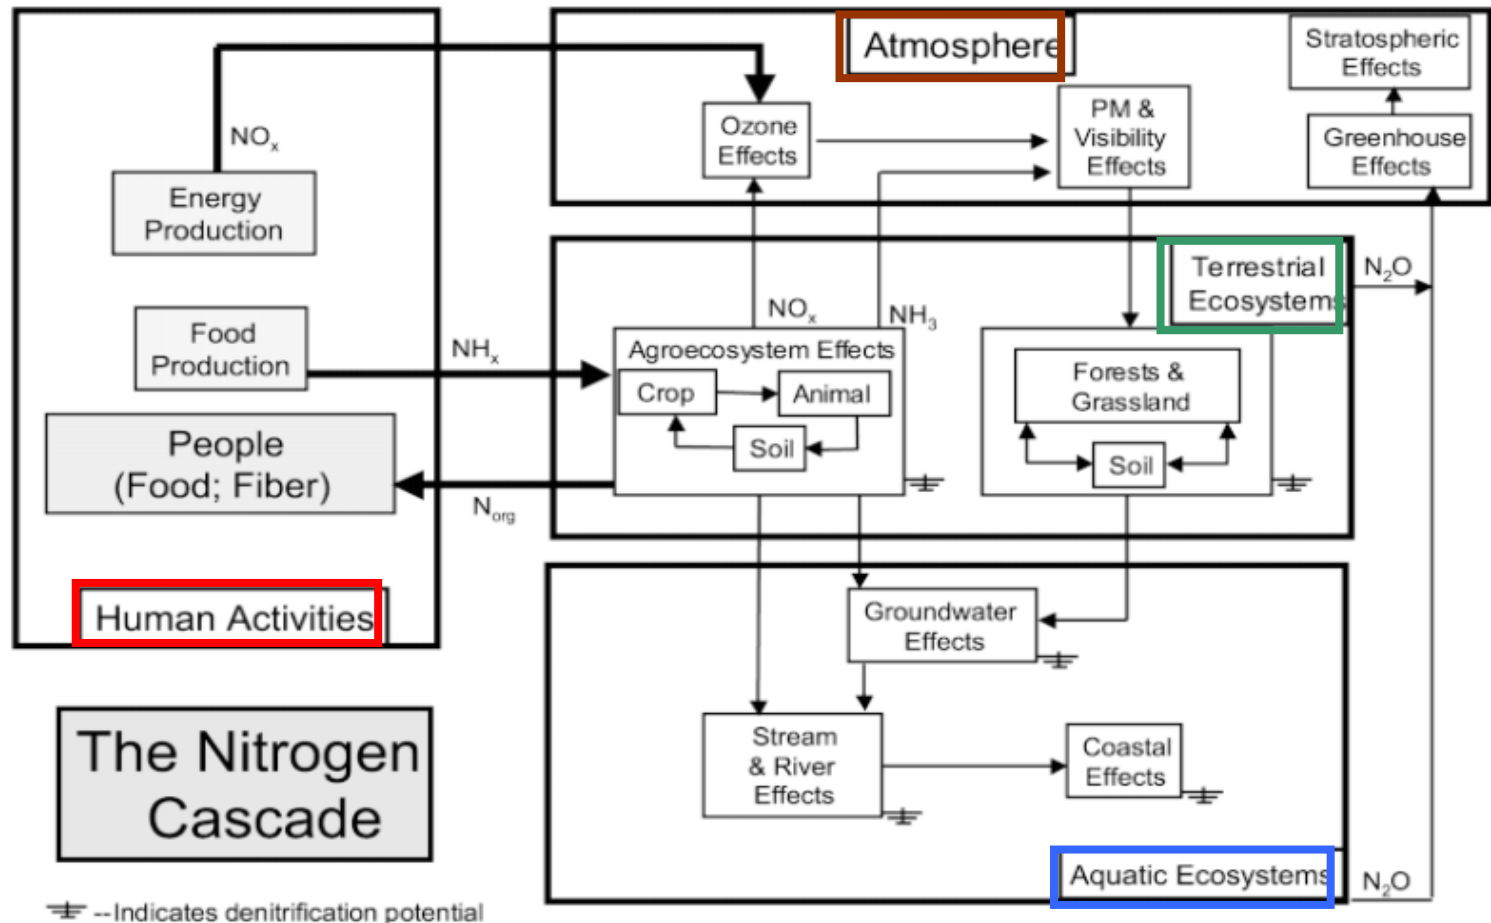 Atmosphere
Stratospheric
Effects
NOx
Ozone
Effects
PM &
Visibility
Effects
Greenhouse
Effects
Energy
Production
Terrestrial
Ecosystems
N2O
NOx
NH3
Food
Production
NHx
Agroecosystem Effects
Crop
Animal
Soil
Forests &
Grassland
Soil
People
(Food; Fiber)
Norg
Human Activities
Groundwater
Effects
The Nitrogen
Cascade
Stream
& River
Effects
Coastal
Effects
Aquatic Ecosystems
N2O
--Indicates denitrification potential